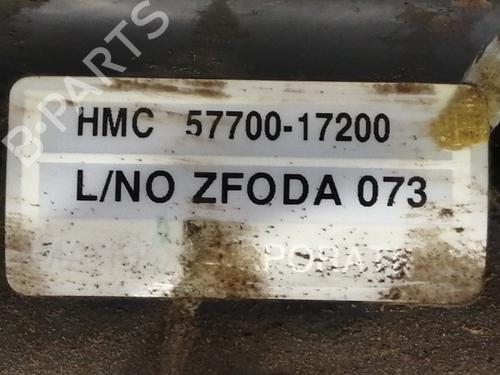 B-PARTS
HMC 57700-17200
L/NO ZFODA 073